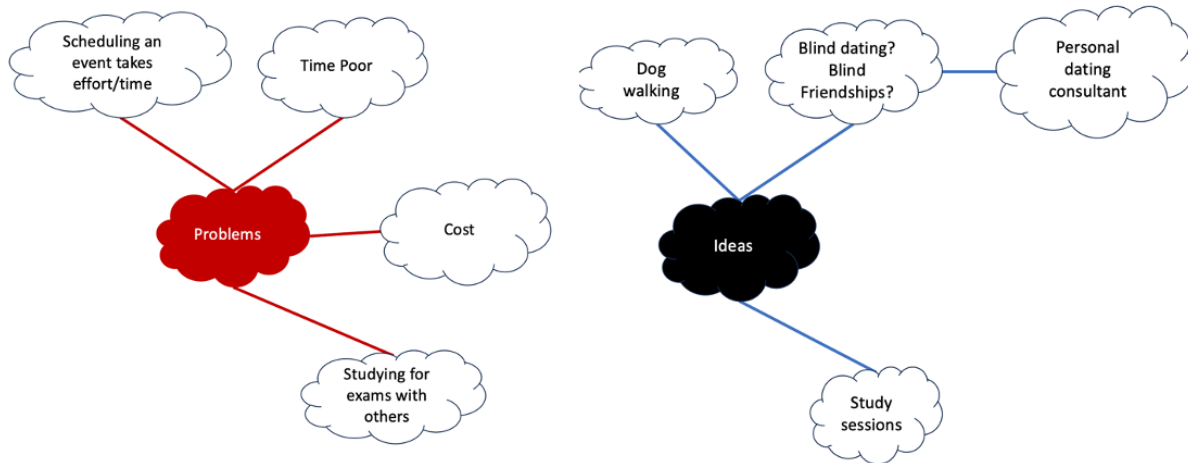 Scheduling an
event takes
effort/time
Time Poor
Problems
Cost
Studying for
exams with
others
Dog
walking
Blind dating?
Blind
Friendships?
Personal
dating
consultant
Ideas
Study
sessions